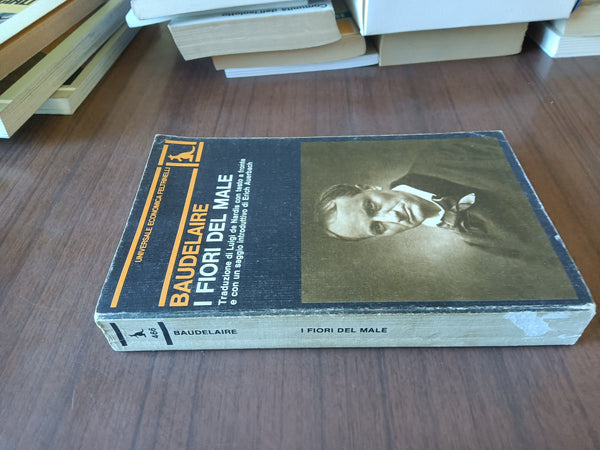 UNIVERSALE ECONOMICA FELTRINELLI
BAUDELAIRE
I FIORI DEL MALE
Traduzione di Luigi de Nardis con testo a fronte
e con un saggio introduttivo di Erich Auerbach
466
BAUDELAIRE
I FIORI DEL MALE